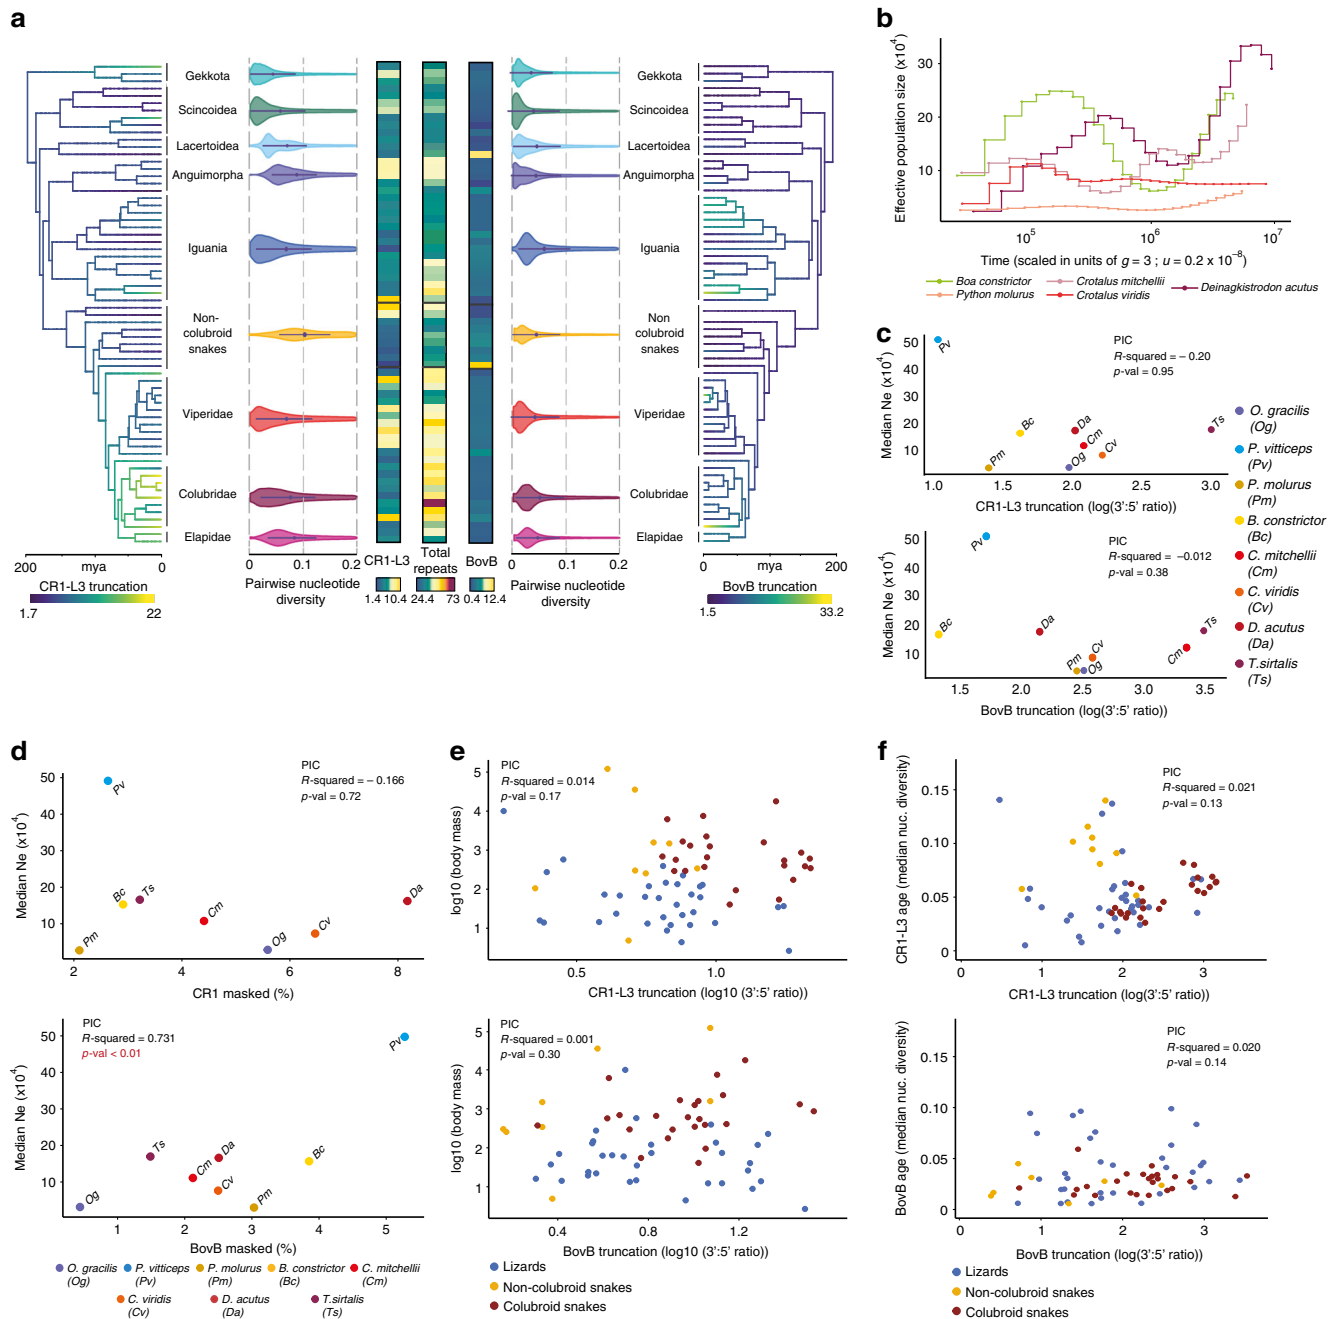 a
Gekkota
Scincoidea
Lacertoidea
Anguimorpha
Iguania
Non-
colubroid
snakes
Viperidae
Colubridae
Elapidae
200 mya 0
CR1-L3 truncation
1.7 22
0 0.1 0.2
Pairwise nucleotide
diversity
CR1-L3
Total
repeats
BovB
1.4 10.4
24.4 73
0.4 12.4
0 0.1 0.2
Pairwise nucleotide
diversity
Gekkota
Scincoidea
Lacertoidea
Anguimorpha
Iguania
Non
colubroid
snakes
Viperidae
Colubridae
Elapidae
0 mya 200
BovB truncation
1.5 33.2
b
Effective population size (x10⁴)
30
20
10
10⁵ 10⁶ 10⁷
Time (scaled in units of g = 3 ; u = 0.2 x 10⁻⁸)
Boa constrictor
Python molurus
Crotalus mitchellii
Crotalus viridis
Deinagkistrodon acutus
c
Median Ne (x10⁴)
50
40
30
20
10
Pv
Bc
Pm
Da
Cm
Og
Cv
Ts
PIC
R-squared = – 0.20
p-val = 0.95
1.0 1.5 2.0 2.5 3.0
CR1-L3 truncation (log(3':5' ratio))
Median Ne (x10⁴)
50
40
30
20
10
Pv
Bc
Da
Pm
Cv
Og
Cm
Ts
PIC
R-squared = –0.012
p-val = 0.38
1.5 2.0 2.5 3.0 3.5
BovB truncation (log(3':5' ratio))
O. gracilis
(Og)
P. vitticeps
(Pv)
P. molurus
(Pm)
B. constrictor
(Bc)
C. mitchellii
(Cm)
C. viridis
(Cv)
D. acutus
(Da)
T.sirtalis
(Ts)
d
Median Ne (x10⁴)
50
40
30
20
10
Pv
Bc
Ts
Pm
Cm
Og
Cv
Da
PIC
R-squared = – 0.166
p-val = 0.72
2 4 6 8
CR1 masked (%)
Median Ne (x10⁴)
50
40
30
20
10
PIC
R-squared = 0.731
p-val < 0.01
Pv
Ts
Da
Cm
Cv
Bc
Pm
Og
1 2 3 4 5
BovB masked (%)
O. gracilis
(Og)
P. vitticeps
(Pv)
P. molurus
(Pm)
B. constrictor
(Bc)
C. mitchellii
(Cm)
C. viridis
(Cv)
D. acutus
(Da)
T.sirtalis
(Ts)
e
log10 (body mass)
5
4
3
2
1
PIC
R-squared = 0.014
p-val = 0.17
0.5 1.0
CR1-L3 truncation (log10 (3':5' ratio))
log10 (body mass)
5
4
3
2
1
PIC
R-squared = 0.001
p-val = 0.30
0.4 0.8 1.2
BovB truncation (log10 (3':5' ratio))
Lizards
Non-colubroid snakes
Colubroid snakes
f
CR1-L3 age (median nuc. diversity)
0.15
0.10
0.05
0
PIC
R-squared = 0.021
p-val = 0.13
0 1 2 3
CR1-L3 truncation (log(3':5' ratio))
BovB age (median nuc. diversity)
0.15
0.10
0.05
0
PIC
R-squared = 0.020
p-val = 0.14
0 1 2 3
BovB truncation (log(3':5' ratio))
Lizards
Non-colubroid snakes
Colubroid snakes